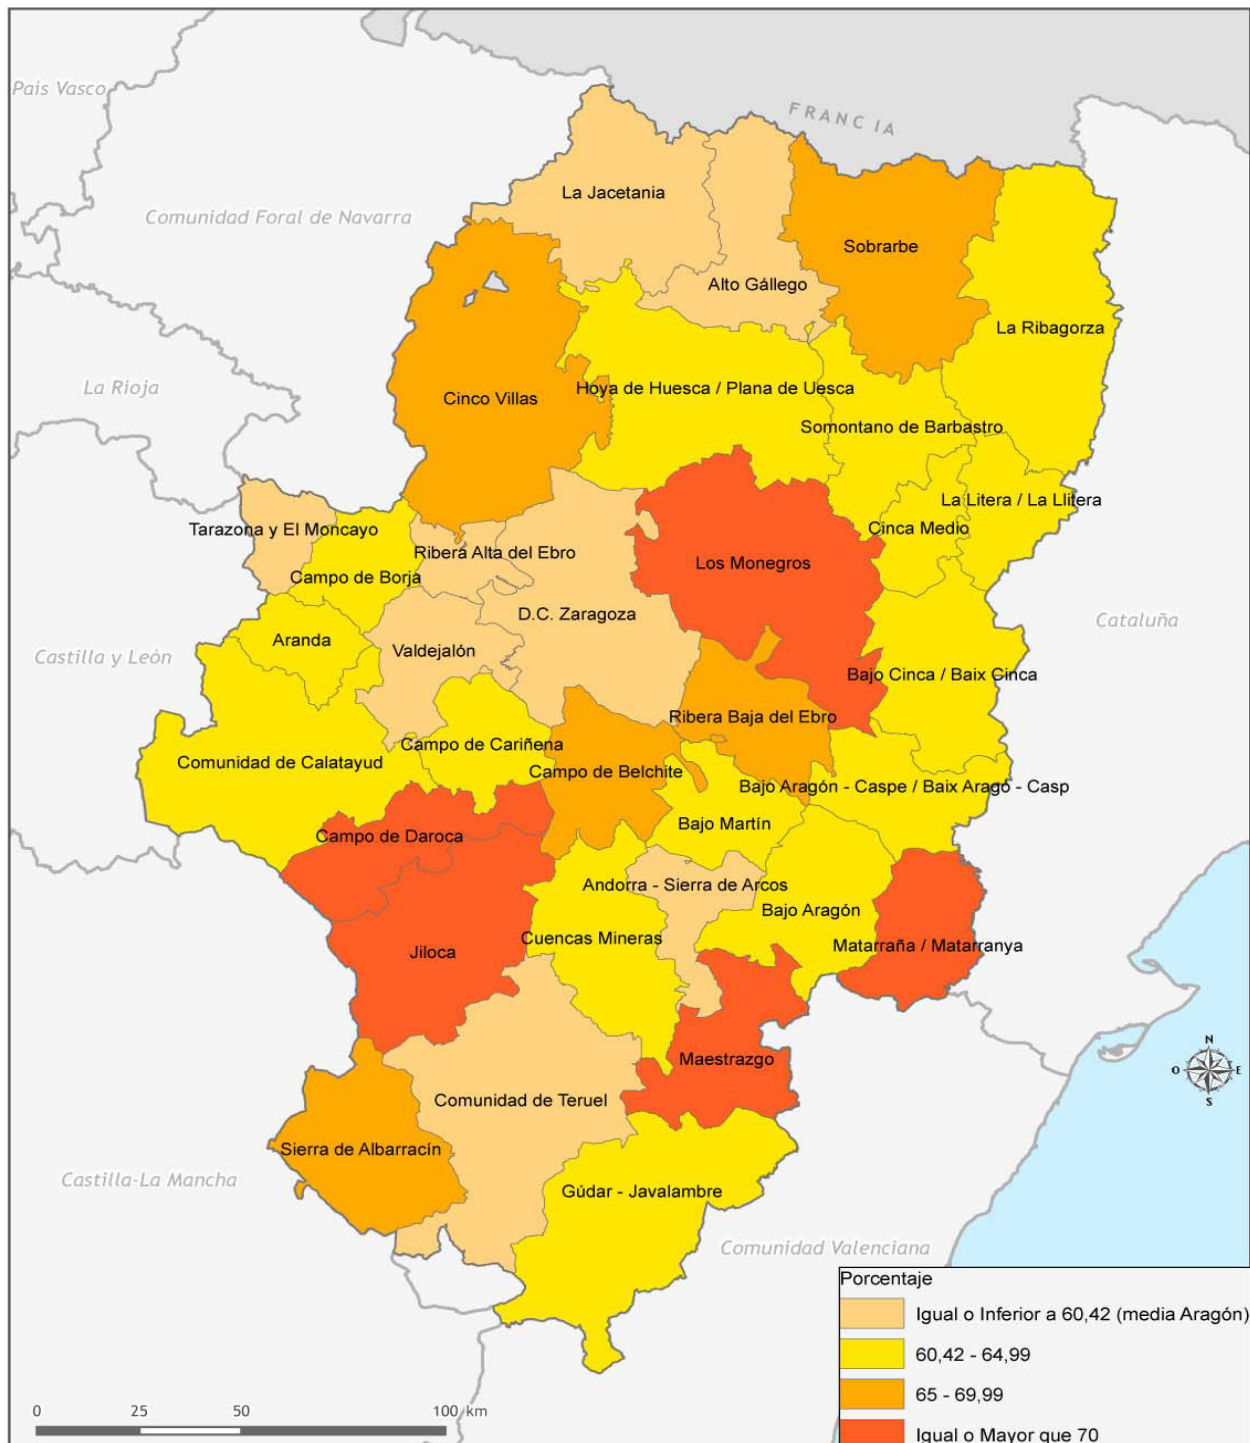 País Vasco
FRANCIA
La Jacetania
Comunidad Foral de Navarra
Sobrarbe
Alto Gállego
La Ribagorza
La Rioja
Hoya de Huesca / Plana de Uesca
Cinco Villas
Somontano de Barbastro
La Litera / La Llitera
Tarazona y El Moncayo
Cinca Medio
Ribera Alta del Ebro
Los Monegros
Campo de Borja
D.C. Zaragoza
Cataluña
Aranda
Valdejalón
Castilla y León
Bajo Cinca / Baix Cinca
Ribera Baja del Ebro
Campo de Cariñena
Comunidad de Calatayud
Campo de Belchite
Bajo Aragón - Caspe / Baix Aragó - Casp
Bajo Martín
Campo de Daroca
Andorra - Sierra de Arcos
Bajo Aragón
Cuencas Mineras
Matarraña / Matarranya
Jiloca
N
Maestrazgo
O E
S
Comunidad de Teruel
Sierra de Albarracín
Castilla-La Mancha
Gúdar - Javalambre
Comunidad Valenciana
Porcentaje
Igual o Inferior a 60,42 (media Aragón)
60,42 - 64,99
65 - 69,99
Igual o Mayor que 70
0 25 50 100 km